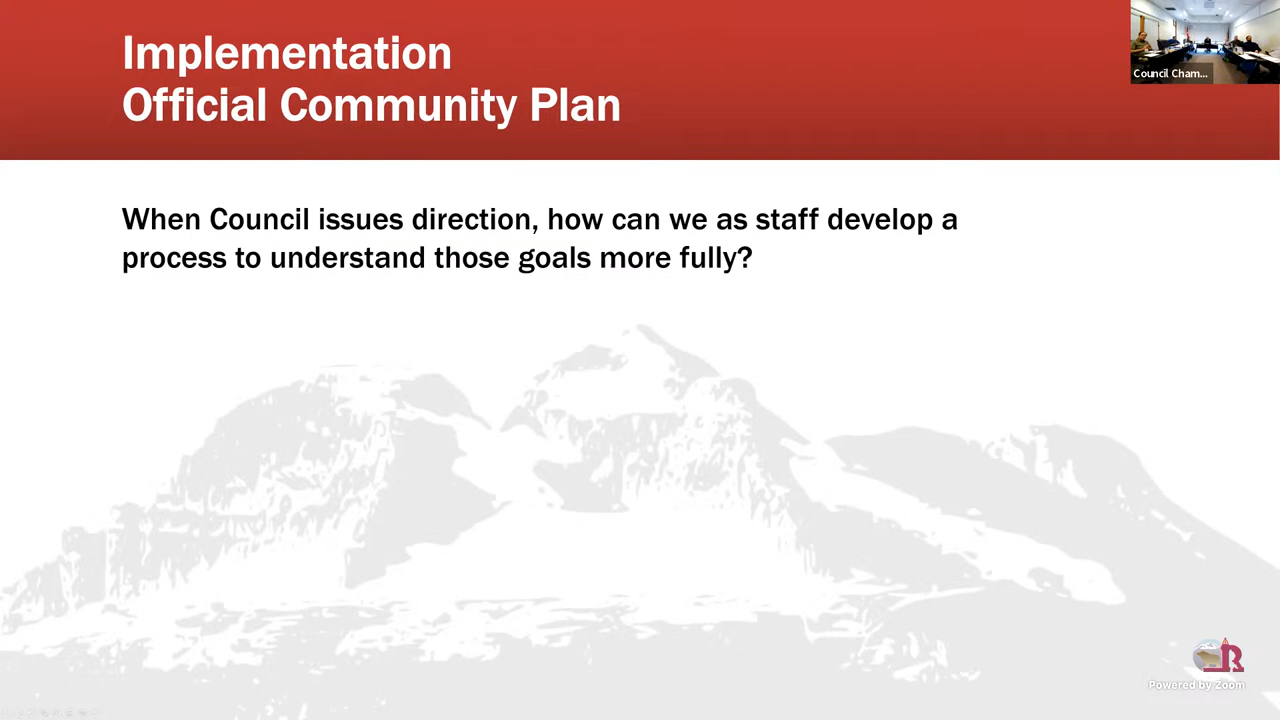 Implementation
Official Community Plan
Council Cham...
When Council issues direction, how can we as staff develop a
process to understand those goals more fully?
R
Powered by Zoom